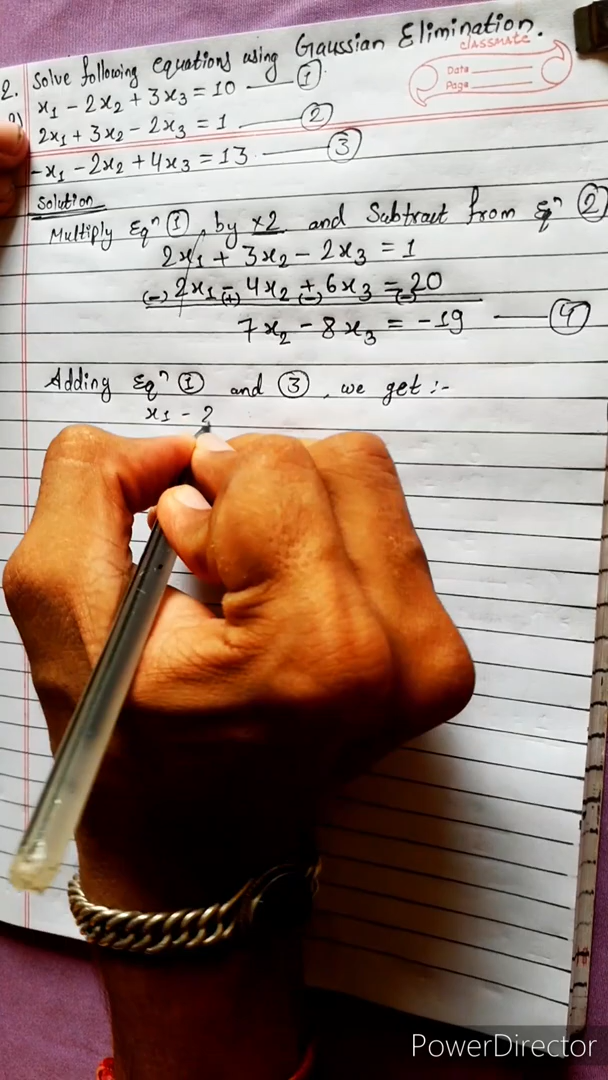 2. Solve following equations using Gaussian Elimination.
classmate
Date
Page
x₁ - 2x₂ + 3x₃ = 10 — ①
2x₁ + 3x₂ - 2x₃ = 1 — ②
-x₁ - 2x₂ + 4x₃ = 13 — ③
Solution
Multiply Eqⁿ ① by ×2 and Subtract from Eqⁿ ②
2x₁ + 3x₂ - 2x₃ = 1
2x₁ - 4x₂ + 6x₃ = 20
(-) (+) (-) (-)
7x₂ - 8x₃ = -19 — ④
Adding Eqⁿ ① and ③, we get :-
x₁ - 2
PowerDirector